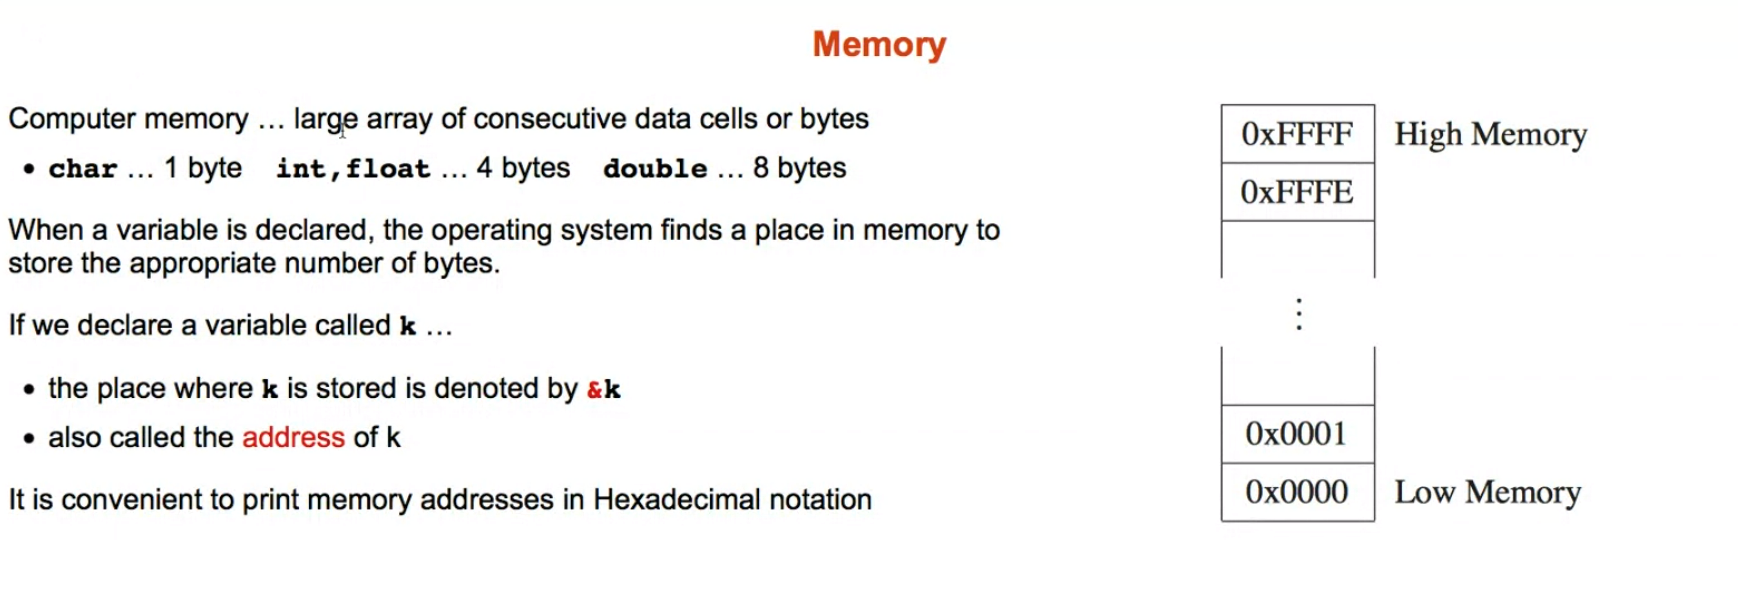 Memory
Computer memory ... large array of consecutive data cells or bytes
• char ... 1 byte int,float ... 4 bytes double ... 8 bytes
When a variable is declared, the operating system finds a place in memory to
store the appropriate number of bytes.
If we declare a variable called k ...
• the place where k is stored is denoted by &k
• also called the address of k
It is convenient to print memory addresses in Hexadecimal notation
0xFFFF High Memory
0xFFFE
⋮
0x0001
0x0000 Low Memory